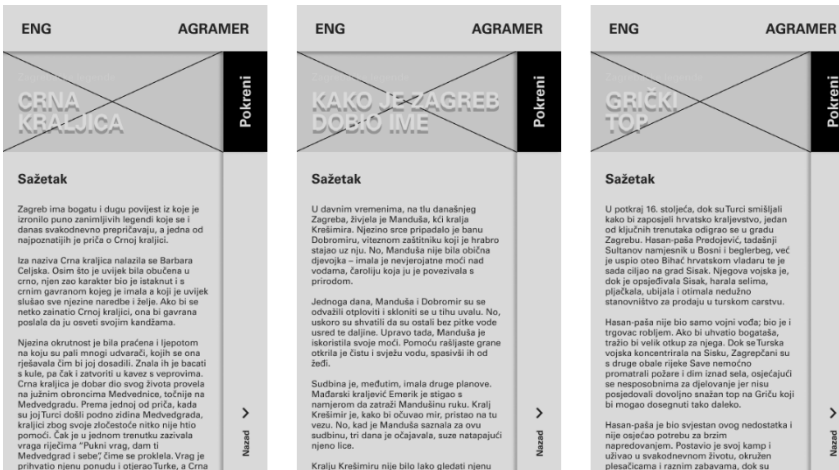 ENG
AGRAMER
CRNA
KRALJICA
Pokreni
Sažetak
Zagreb ima bogatu i dugu povijest iz koje je
izronilo puno zanimljivih legendi koje se i
danas svakodnevno prepričavaju, a jedna od
najpoznatijih je priča o Crnoj kraljici.
Iza naziva Crna kraljica nalazila se Barbara
Celjska. Osim što je uvijek bila obučena u
crno, njen zao karakter bio je istaknut i s
crnim gavranom kojeg je imala a koji je uvijek
slušao sve njezine naredbe i želje. Ako bi se
netko zainatio Crnoj kraljici, ona bi gavrana
poslala da ju osveti svojim kandžama.
Njezina okrutnost je bila praćena i ljepotom
na koju su pali mnogi udvarači, kojih se ona
rješavala čim bi joj dosadili. Znala ih je bacati
s kule, pa čak i zatvoriti u kavez s veprovima.
Crna kraljica je dobar dio svog života provela
na južnim obroncima Medvednice, točnije na
Medvedgradu. Prema jednoj od priča, kada
su joj Turci došli podno zidina Medvedgrada,
kraljici zbog svoje zločestoće nitko nije htio
pomoći. Čak je u jednom trenutku zazivala
vraga riječima "Pukni vrag, dam ti
Medvedgrad i sebe", čime se proklela. Vrag je
prihvatio njenu ponudu i otjerao Turke, a Crna
Nazad
ENG
AGRAMER
KAKO JE ZAGREB
DOBIO IME
Pokreni
Sažetak
U davnim vremenima, na tlu današnjeg
Zagreba, živjela je Manduša, kći kralja
Krešimira. Njezino srce pripadalo je banu
Dobromiru, viteznom zaštitniku koji je hrabro
stajao uz nju. No, Manduša nije bila obična
djevojka – imala je nevjerojatne moći nad
vodama, čaroliju koja ju je povezivala s
prirodom.
Jednoga dana, Manduša i Dobromir su se
odvažili otploviti i skloniti se u tihu uvalu. No,
uskoro su shvatili da su ostali bez pitke vode
usred te daljine. Upravo tada, Manduša je
iskoristila svoje moći. Pomoću rašljaste grane
otkrila je čistu i svježu vodu, spasivši ih od
žeđi.
Sudbina je, međutim, imala druge planove.
Mađarski kraljević Emerik je stigao s
namjerom da zatraži Mandušinu ruku. Kralj
Krešimir je, kako bi očuvao mir, pristao na tu
vezu. No, kad je Manduša saznala za ovu
sudbinu, tri dana je očajavala, suze natapajući
njeno lice.
Kralju Krešimiru nije bilo lako gledati njenu
Nazad
ENG
AGRAMER
GRIČKI
TOP
Pokreni
Sažetak
U potkraj 16. stoljeća, dok su Turci smišljali
kako bi zaposjeli hrvatsko kraljevstvo, jedan
od ključnih trenutaka odigrao se u gradu
Zagrebu. Hasan-paša Predojević, tadašnji
Sultanov namjesnik u Bosni i beglerbeg, već
je uspio oteo Bihać hrvatskom vladaru te je
sada ciljao na grad Sisak. Njegova vojska je,
dok je opsjeđivala Sisak, harala selima,
pljačkala, ubijala i otimala nedužno
stanovništvo za prodaju u turskom carstvu.
Hasan-paša nije bio samo vojni vođa; bio je i
trgovac robljem. Ako bi uhvatio bogataša,
tražio bi velik otkup za njega. Dok se Turska
vojska koncentrirala na Sisku, Zagrepčani su
s druge obale rijeke Save nemoćno
promatrali požare i dim iznad sela, osjećajući
se nesposobnima za djelovanje jer nisu
posjedovali dovoljno snažan top na Griču koji
bi mogao dosegnuti tako daleko.
Hasan-paša je bio svjestan ovog nedostatka i
nije osjećao potrebu za brzim
napredovanjem. Postavio je svoj kamp i
uživao u svakodnevnom životu, okružen
plesačicama i raznim zabavama, dok su
Nazad